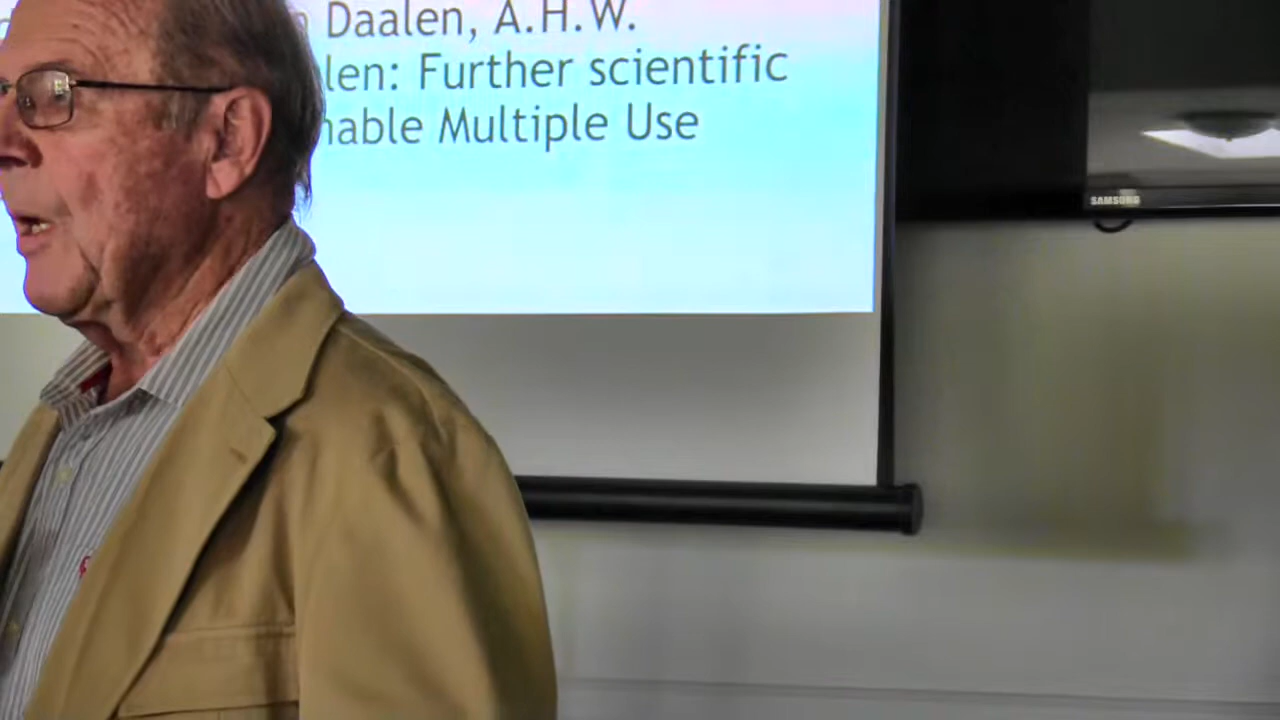 Daalen, A.H.W.
len: Further scientific
nable Multiple Use
SAMSUNG